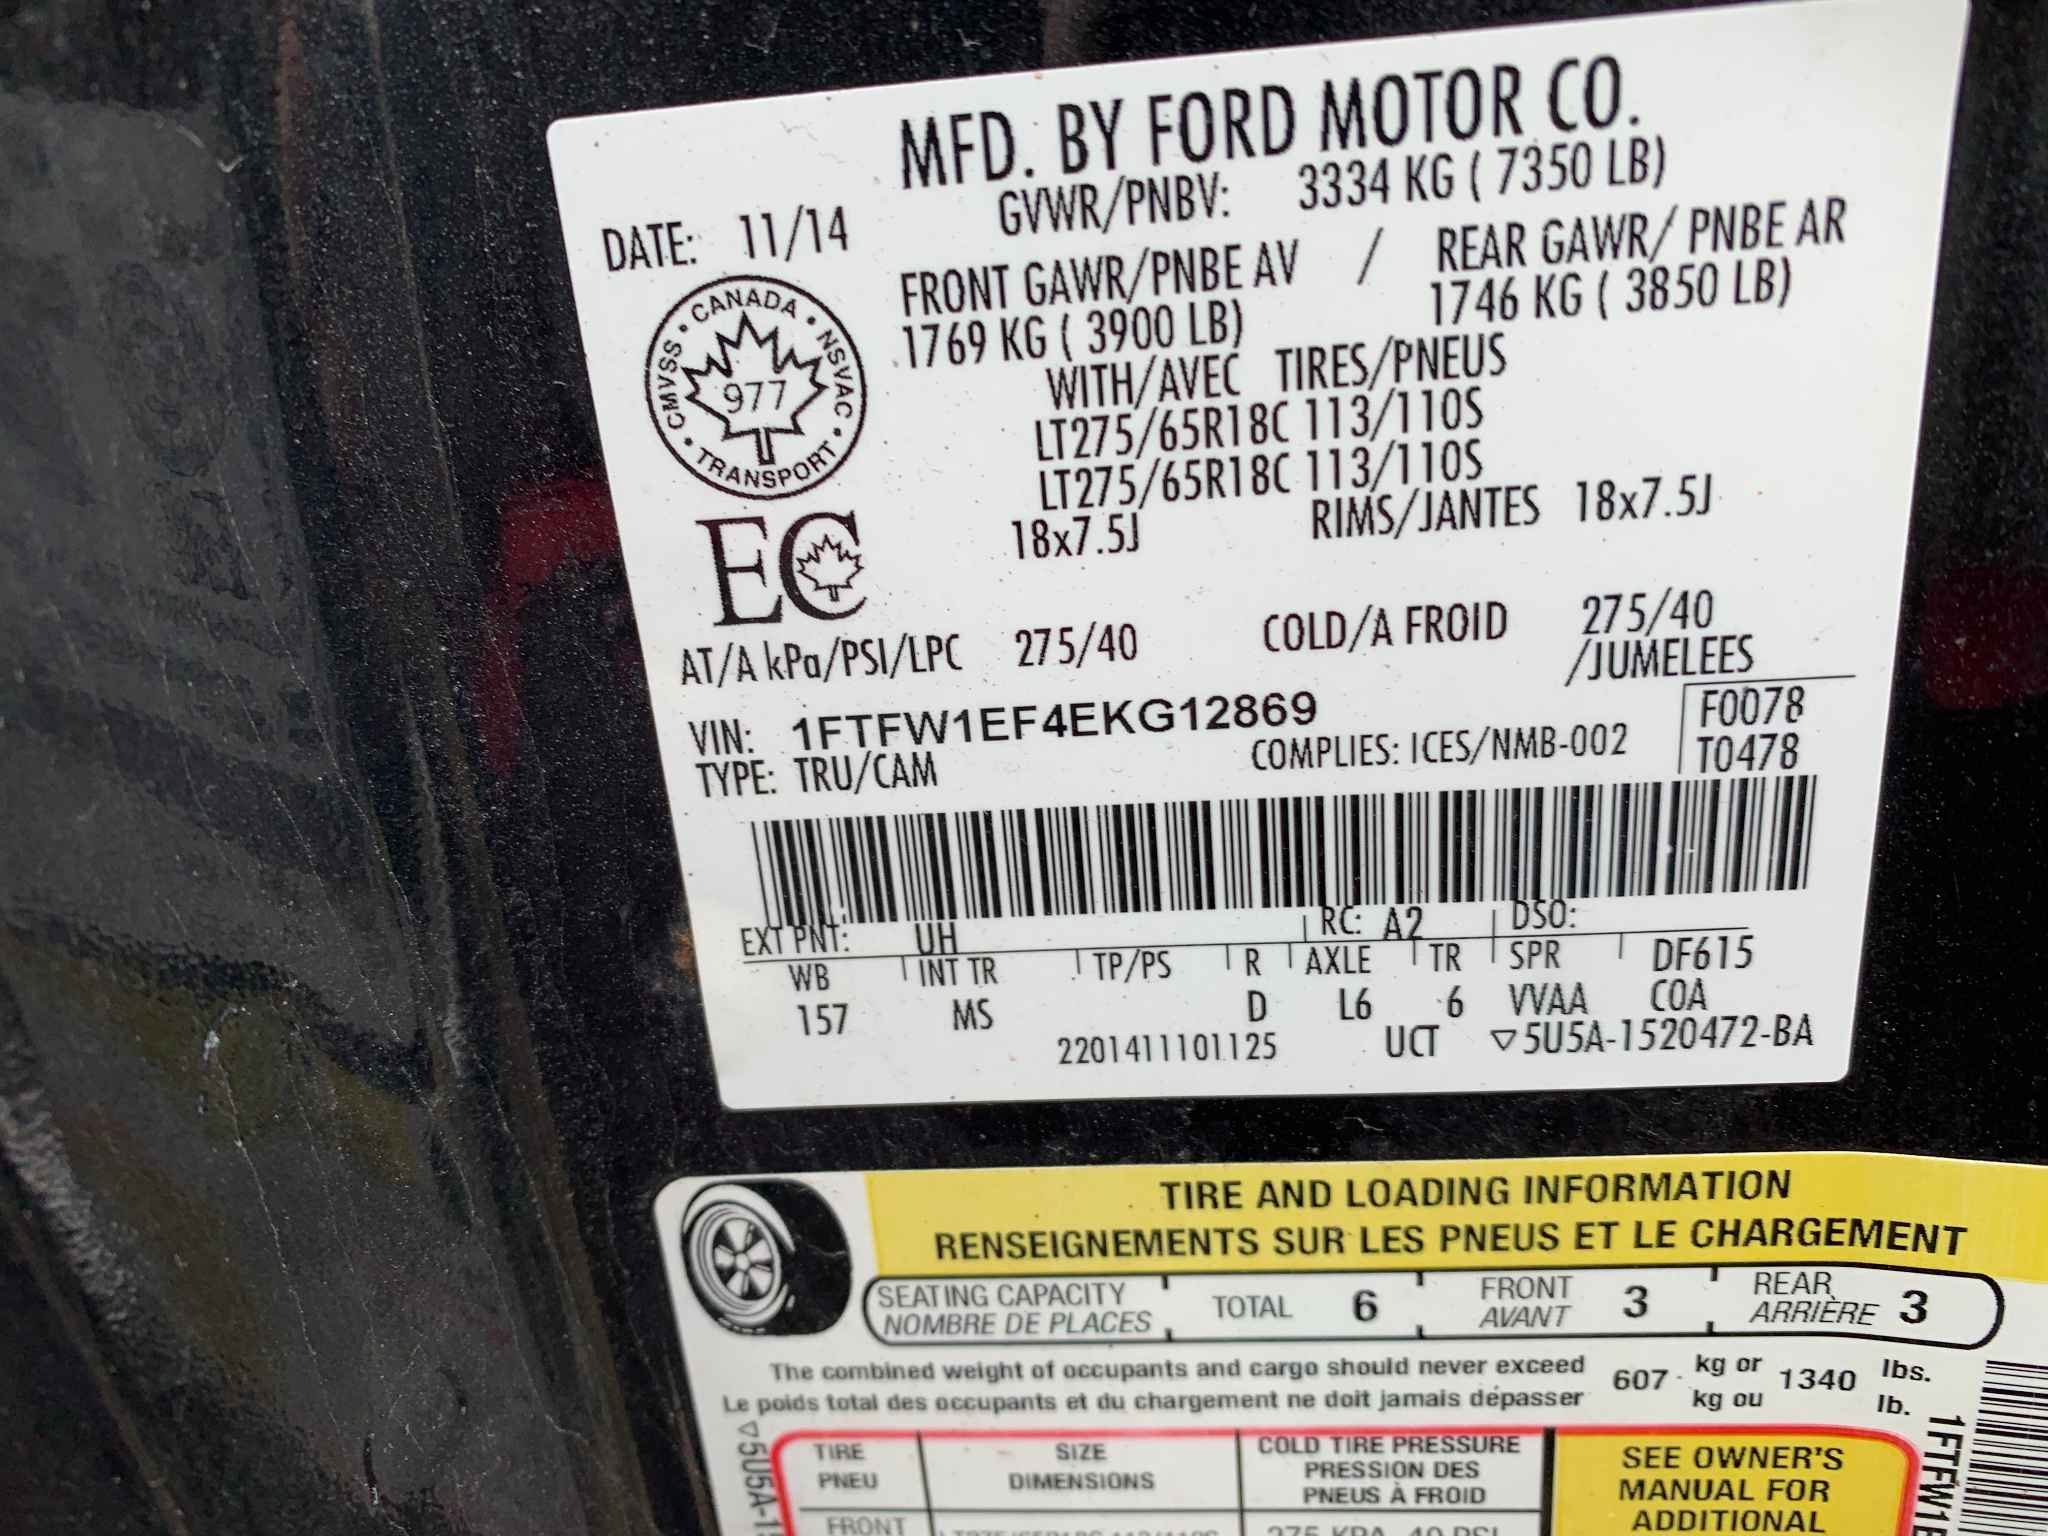 MFD. BY FORD MOTOR CO.
DATE: 11/14
GVWR/PNBV: 3334 KG ( 7350 LB)
FRONT GAWR/PNBE AV / REAR GAWR/ PNBE AR
1769 KG ( 3900 LB) 1746 KG ( 3850 LB)
WITH/AVEC TIRES/PNEUS
LT275/65R18C 113/110S
LT275/65R18C 113/110S
18x7.5J RIMS/JANTES 18x7.5J
CANADA • NSVAC • TRANSPORT • CMVSS •
977
EC
AT/A kPa/PSI/LPC 275/40 COLD/A FROID 275/40
/JUMELEES
VIN: 1FTFW1EF4EKG12869
F0078
TYPE: TRU/CAM COMPLIES: ICES/NMB-002 T0478
EXT PNT: UH RC: A2 DSO:
WB INT TR TP/PS R AXLE TR SPR DF615
157 MS D L6 6 VVAA COA
2201411101125 UCT ▽5U5A-1520472-BA
TIRE AND LOADING INFORMATION
RENSEIGNEMENTS SUR LES PNEUS ET LE CHARGEMENT
SEATING CAPACITY
NOMBRE DE PLACES
TOTAL 6
FRONT
AVANT
3
REAR
ARRIÈRE
3
The combined weight of occupants and cargo should never exceed 607 kg or 1340 lbs.
Le poids total des occupants et du chargement ne doit jamais dépasser kg ou lb.
TIRE
PNEU
SIZE
DIMENSIONS
COLD TIRE PRESSURE
PRESSION DES
PNEUS À FROID
SEE OWNER'S
MANUAL FOR
ADDITIONAL
FRONT
▽5U5A-15
1FTFW1E